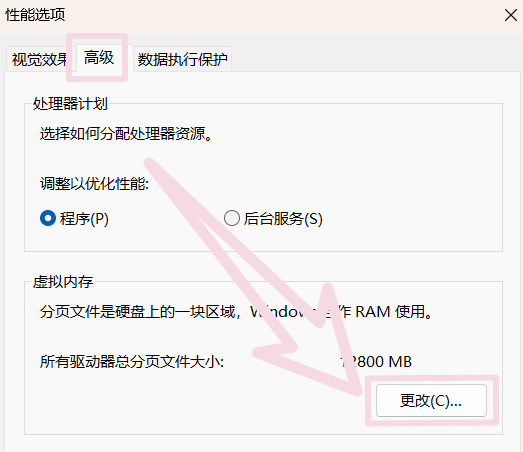 性能选项
视觉效果
高级
数据执行保护
处理器计划
选择如何分配处理器资源。
调整以优化性能:
程序(P)
后台服务(S)
虚拟内存
分页文件是硬盘上的一块区域，Windows 作 RAM 使用。
所有驱动器总分页文件大小:
12800 MB
更改(C)...